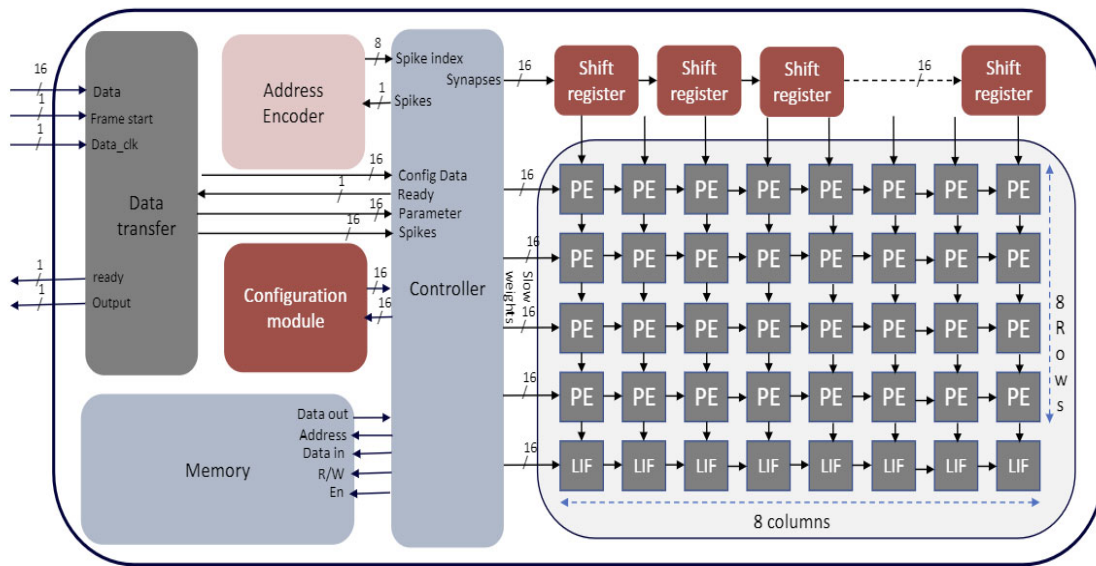 16
Data
1
Frame start
1
Data_clk
Data
transfer
1
ready
1
Output
Address
Encoder
8
Spike index
Synapses
1
Spikes
16
Config Data
1
Ready
16
Parameter
16
Spikes
Configuration
module
16
16
Controller
Memory
Data out
Address
Data in
R/W
En
16
Shift
register
Shift
register
Shift
register
16
Shift
register
16
PE PE PE PE PE PE PE PE
16
PE PE PE PE PE PE PE PE
Slow
weights
16
PE PE PE PE PE PE PE PE
16
PE PE PE PE PE PE PE PE
16
LIF LIF LIF LIF LIF LIF LIF LIF
8
R
o
w
s
8 columns